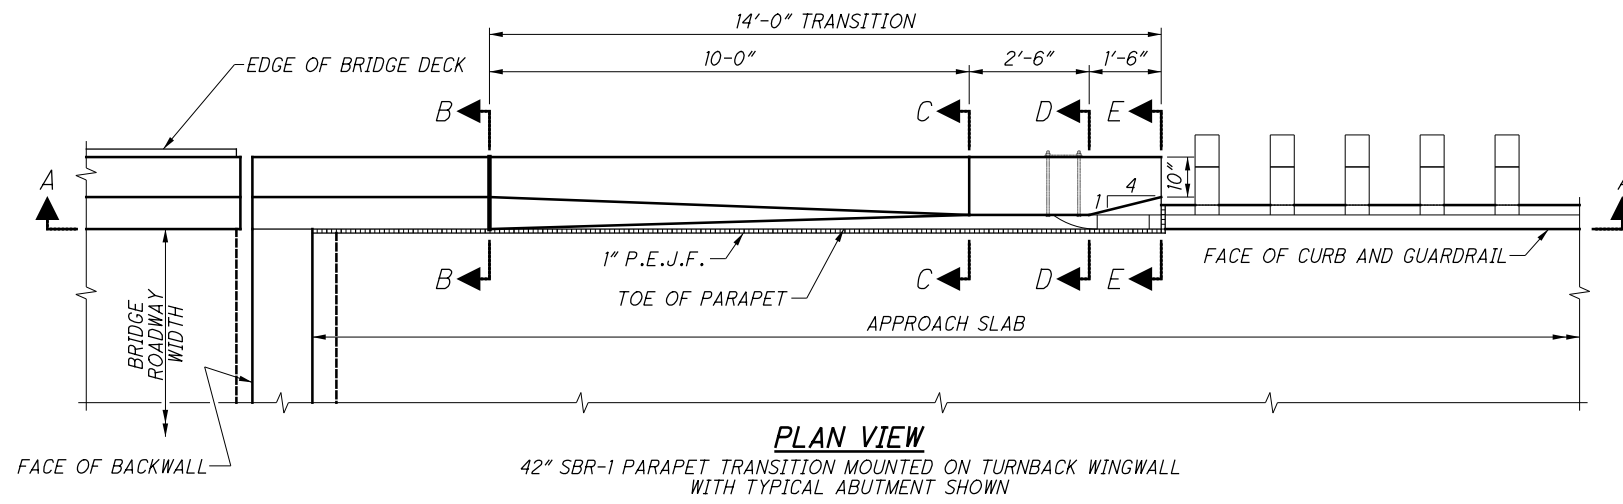 14'-0" TRANSITION
10-0"
2'-6"
1'-6"
EDGE OF BRIDGE DECK
B
C
D
E
A
10"
4
1
A
1" P.E.J.F.
TOE OF PARAPET
FACE OF CURB AND GUARDRAIL
B
C
D
E
BRIDGE
ROADWAY
WIDTH
APPROACH SLAB
FACE OF BACKWALL
PLAN VIEW
42" SBR-1 PARAPET TRANSITION MOUNTED ON TURNBACK WINGWALL
WITH TYPICAL ABUTMENT SHOWN